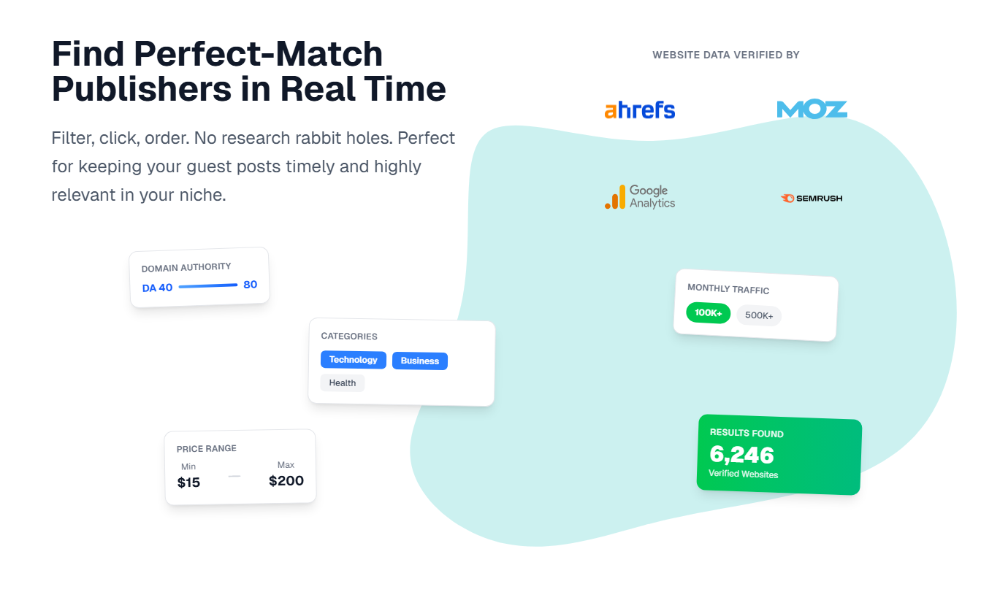 Find Perfect-Match
Publishers in Real Time
Filter, click, order. No research rabbit holes. Perfect
for keeping your guest posts timely and highly
relevant in your niche.
WEBSITE DATA VERIFIED BY
ahrefs
MOZ
Google
Analytics
SEMRUSH
DOMAIN AUTHORITY
DA 40 80
MONTHLY TRAFFIC
100K+ 500K+
CATEGORIES
Technology Business
Health
PRICE RANGE
Min Max
$15 — $200
RESULTS FOUND
6,246
Verified Websites